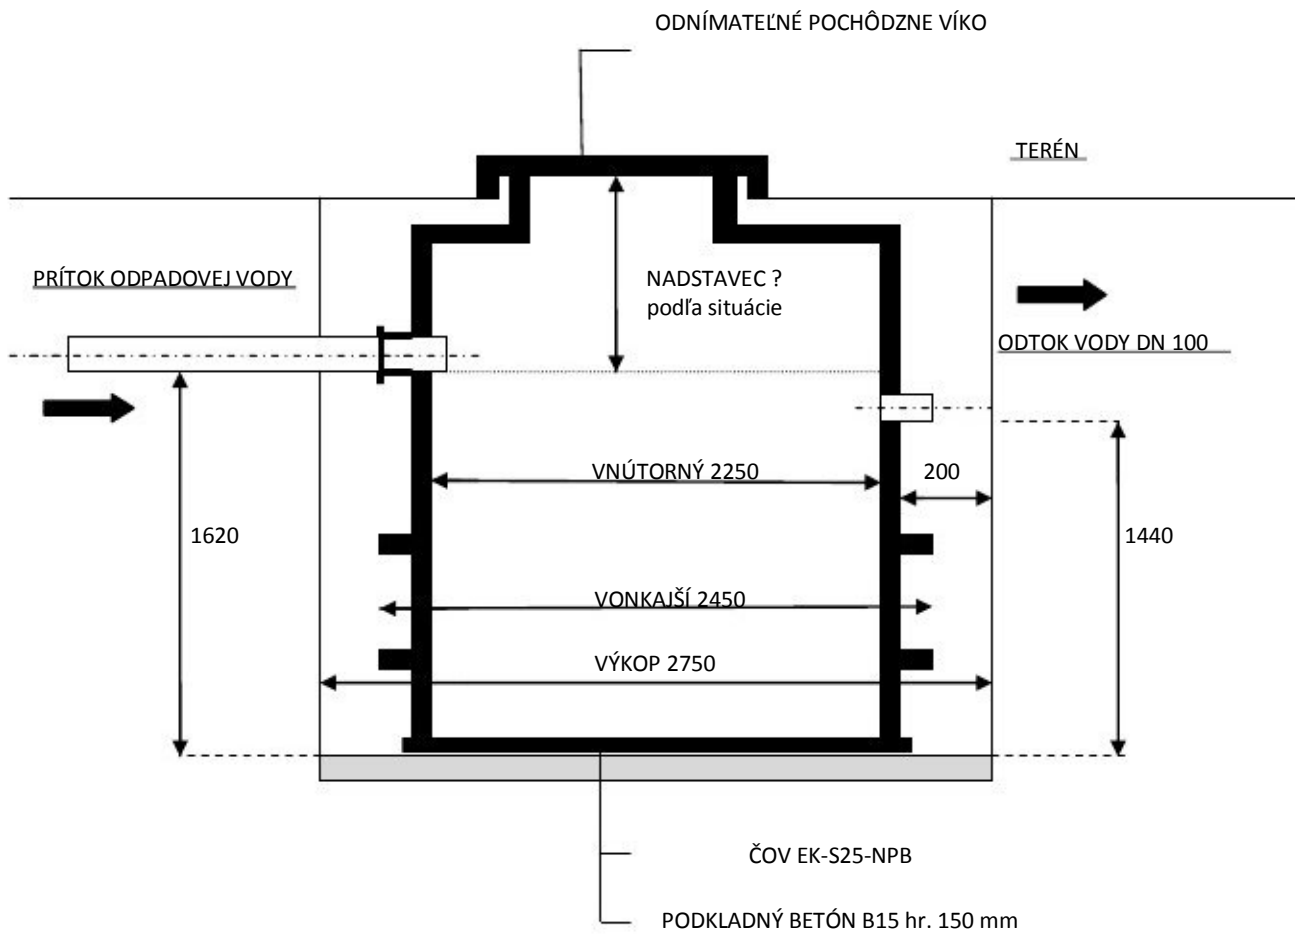 ODNÍMATEĽNÉ POCHÔDZNE VÍKO
TERÉN
PRÍTOK ODPADOVEJ VODY
NADSTAVEC ?
podľa situácie
ODTOK VODY DN 100
VNÚTORNÝ 2250
200
1620
1440
VONKAJŠÍ 2450
VÝKOP 2750
ČOV EK-S25-NPB
PODKLADNÝ BETÓN B15 hr. 150 mm